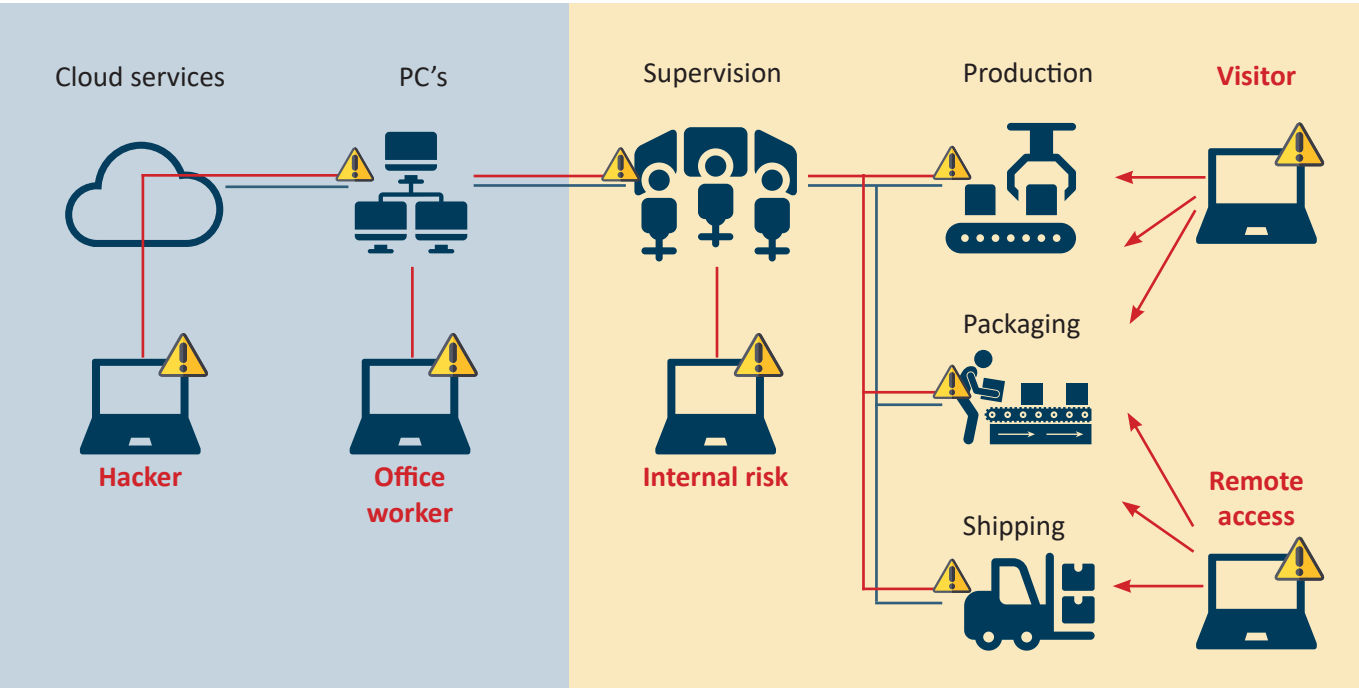 Cloud services
PC's
Supervision
Production
Visitor
Packaging
Hacker
Office
worker
Internal risk
Remote
access
Shipping